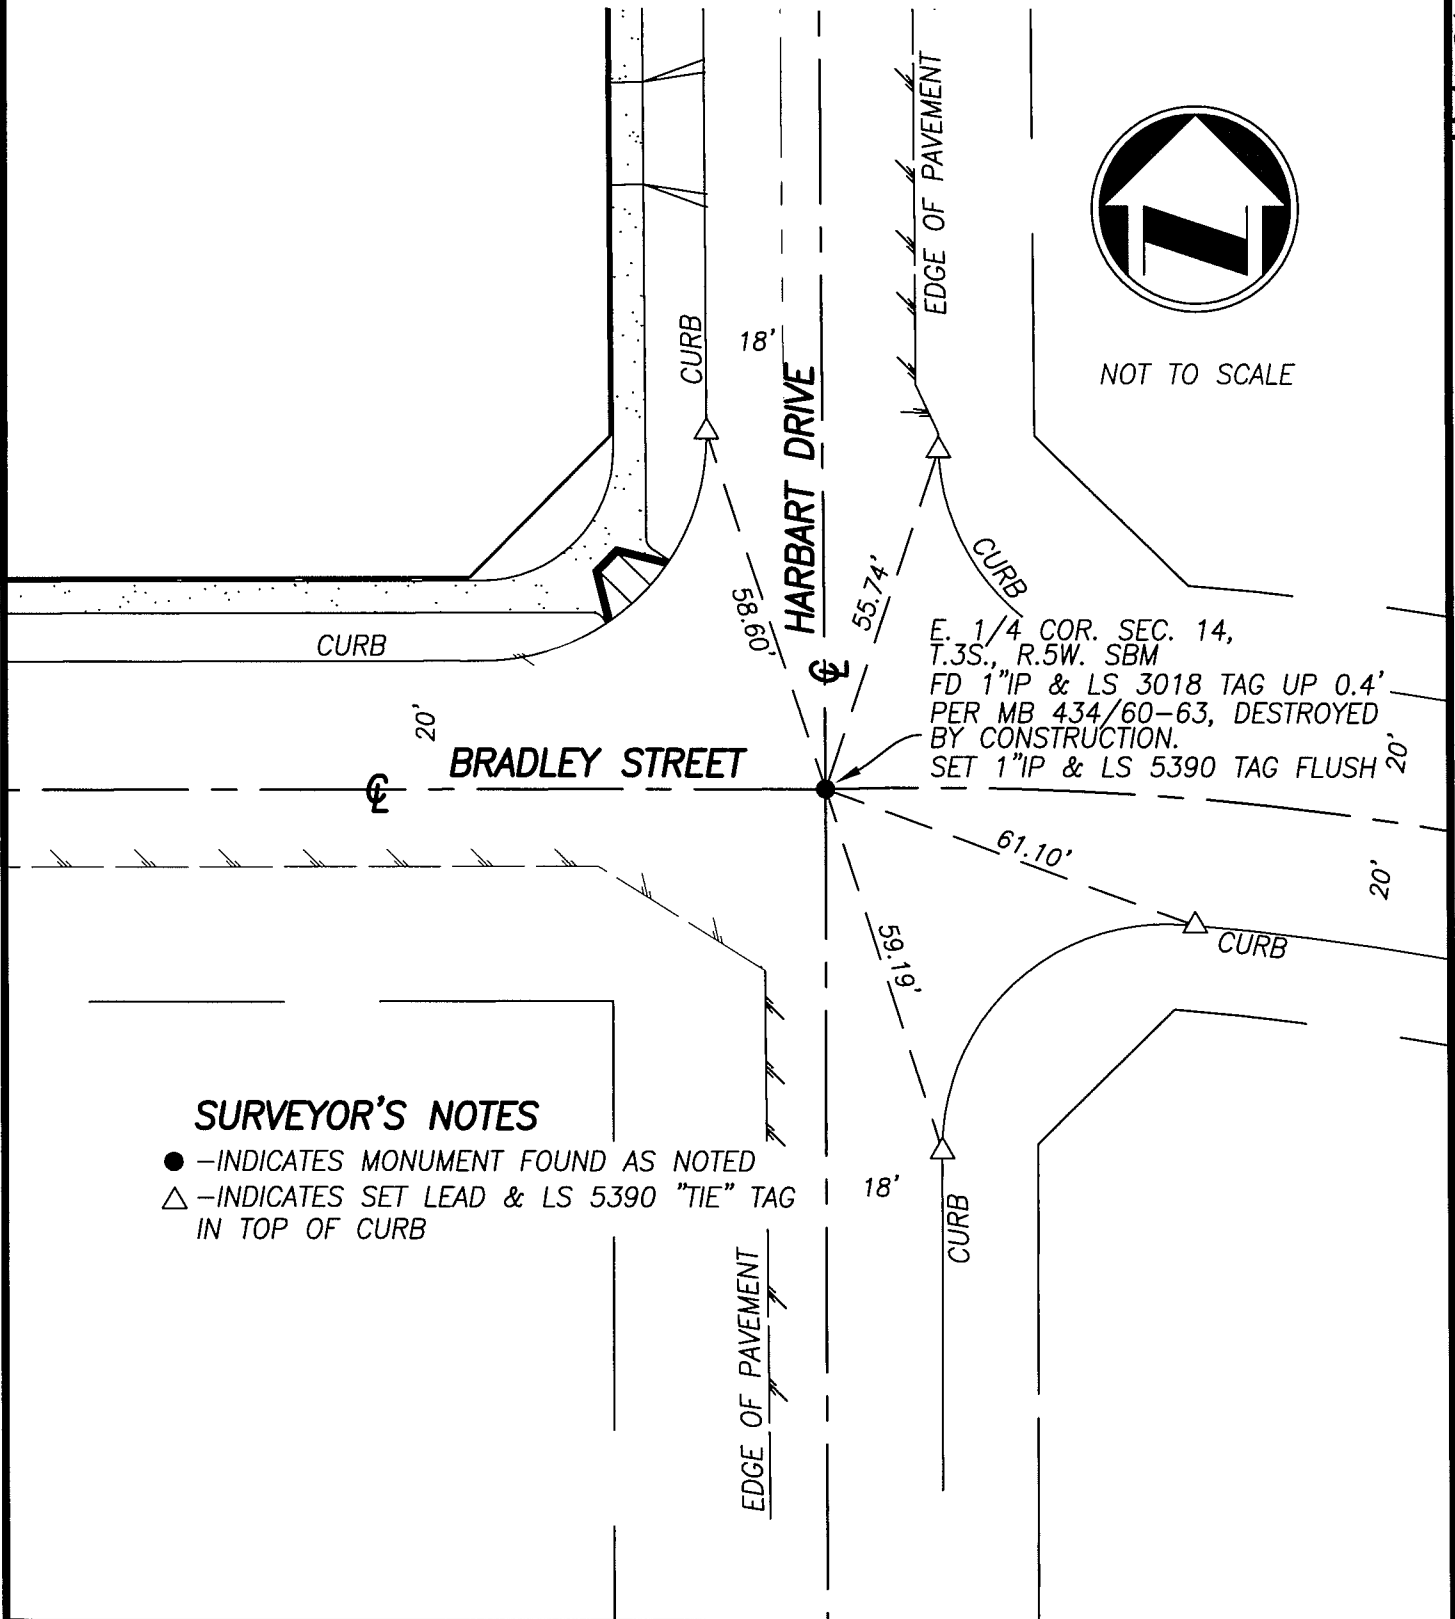 EDGE OF PAVEMENT
N
NOT TO SCALE
CURB
18'
HARBART DRIVE
58.60'
55.74'
CURB
℄
CURB
20'
BRADLEY STREET
℄
E. 1/4 COR. SEC. 14,
T.3S., R.5W. SBM
FD 1"IP & LS 3018 TAG UP 0.4'
PER MB 434/60-63, DESTROYED
BY CONSTRUCTION.
SET 1"IP & LS 5390 TAG FLUSH
20'
61.10'
20'
59.19'
CURB
SURVEYOR'S NOTES
● -INDICATES MONUMENT FOUND AS NOTED
△ -INDICATES SET LEAD & LS 5390 "TIE" TAG
IN TOP OF CURB
18'
CURB
EDGE OF PAVEMENT